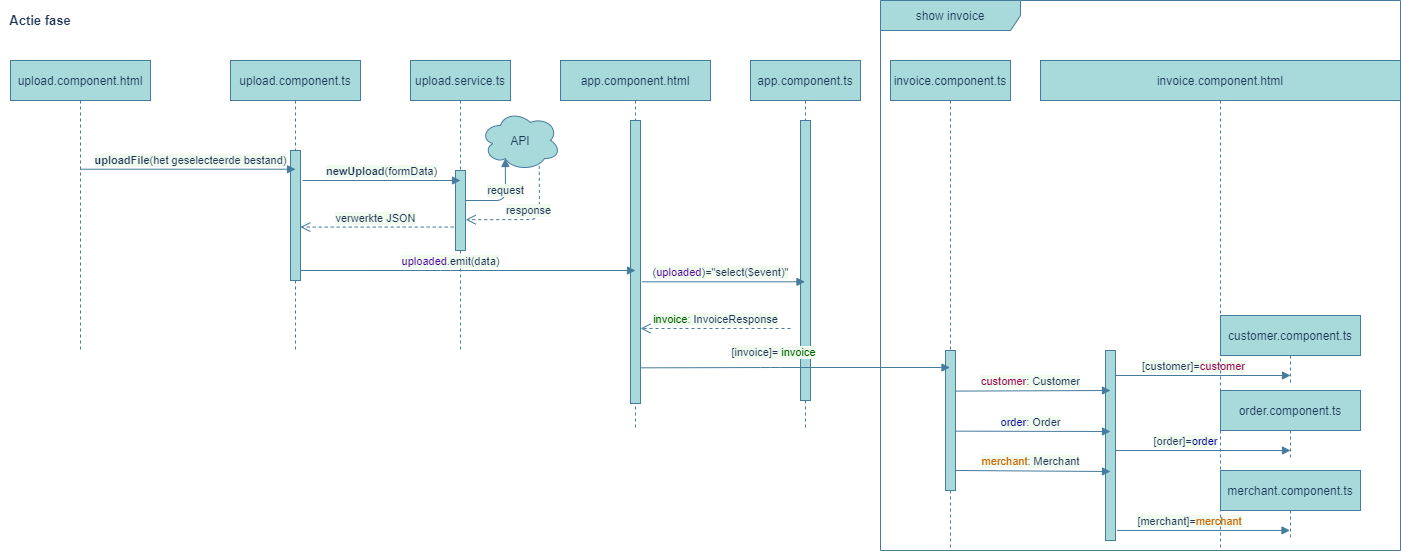 Actie fase
show invoice
upload.component.html
upload.component.ts
upload.service.ts
app.component.html
app.component.ts
invoice.component.ts
invoice.component.html
API
uploadFile(het geselecteerde bestand)
newUpload(formData)
request
response
verwerkte JSON
uploaded.emit(data)
(uploaded)="select($event)"
invoice: InvoiceResponse
[invoice]= invoice
customer.component.ts
[customer]=customer
customer: Customer
order.component.ts
order: Order
[order]=order
merchant: Merchant
merchant.component.ts
[merchant]=merchant